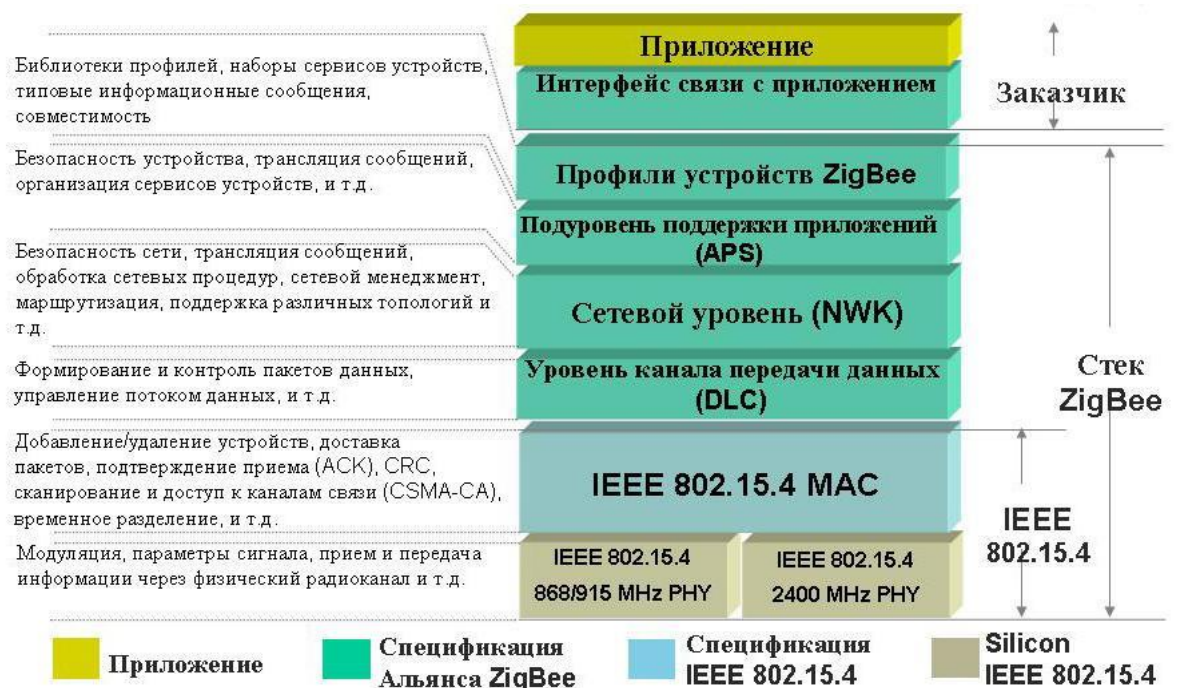 Приложение
Интерфейс связи с приложением
Заказчик
Библиотеки профилей, наборы сервисов устройств,
типовые информационные сообщения,
совместимость
Профили устройств ZigBee
Безопасность устройства, трансляция сообщений,
организация сервисов устройств, и т.д.
Подуровень поддержки приложений
(APS)
Безопасность сети, трансляция сообщений,
обработка сетевых процедур, сетевой менеджмент,
маршрутизация, поддержка различных топологий и
т.д.
Сетевой уровень (NWK)
Формирование и контроль пакетов данных,
управление потоком данных, и т.д.
Уровень канала передачи данных
(DLC)
Стек
ZigBee
Добавление/удаление устройств, доставка
пакетов, подтверждение приема (ACK), CRC,
сканирование и доступ к каналам связи (CSMA-CA),
временное разделение, и т.д.
IEEE 802.15.4 MAC
IEEE
802.15.4
Модуляция, параметры сигнала, прием и передача
информации через физический радиоканал и т.д.
IEEE 802.15.4
868/915 MHz PHY
IEEE 802.15.4
2400 MHz PHY
Приложение
Спецификация
Альянса ZigBee
Спецификация
IEEE 802.15.4
Silicon
IEEE 802.15.4